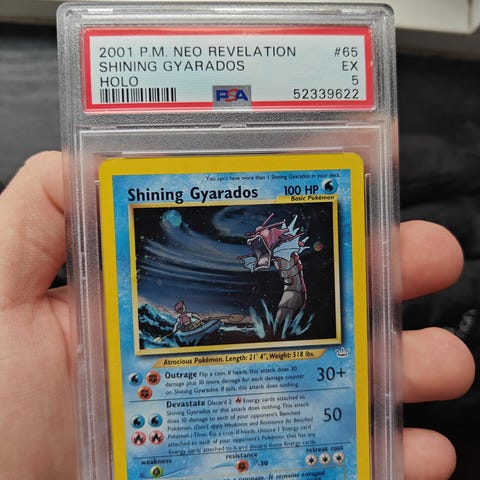 2001 P.M. NEO REVELATION #65
SHINING GYARADOS EX
HOLO 5
PSA 52339622
You can't have more than 1 Shining Gyarados in your deck.
Shining Gyarados 100 HP
Basic Pokémon
Atrocious Pokémon. Length: 21' 4", Weight: 518 lbs.
Outrage Flip a coin. If heads, this attack does 30
damage plus 10 more damage for each damage counter 30+
on Shining Gyarados. If tails, this attack does nothing.
Devastate Discard 2 Energy cards attached to
Shining Gyarados or this attack does nothing. This attack
does to each of your opponent's Benched 50
Pokémon. (Don't apply Weakness and Resistance for Benched
Pokémon.) Then, flip a coin. If heads, choose 1 Energy card
attached to each of your opponent's Pokémon that has any
Energy cards attached to it and discard those Energy cards.
weakness resistance retreat cost
-30
rampage. It remains enraged